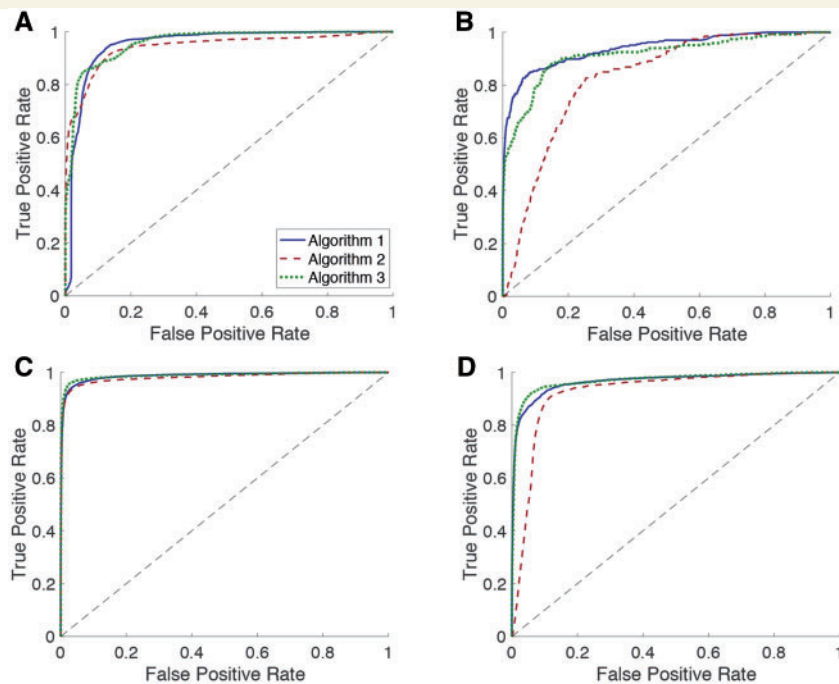 A
True Positive Rate
1
0.8
0.6
0.4
0.2
0
0 0.2 0.4 0.6 0.8 1
False Positive Rate
Algorithm 1
Algorithm 2
Algorithm 3
B
True Positive Rate
1
0.8
0.6
0.4
0.2
0
0 0.2 0.4 0.6 0.8 1
False Positive Rate
C
True Positive Rate
1
0.8
0.6
0.4
0.2
0
0 0.2 0.4 0.6 0.8 1
False Positive Rate
D
True Positive Rate
1
0.8
0.6
0.4
0.2
0
0 0.2 0.4 0.6 0.8 1
False Positive Rate